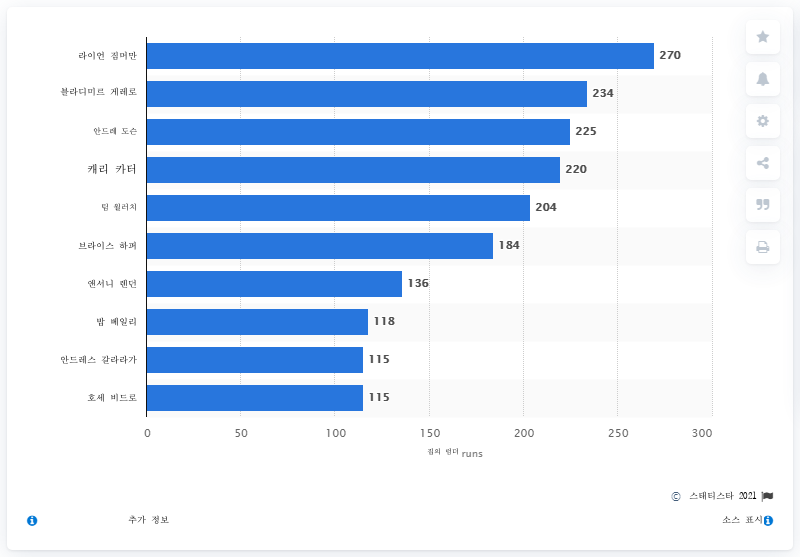 라이언 짐머만 270
블라디미르 게레로 234
안드레 도슨 225
캐리 카터 220
팀 월러치 204
브라이스 하퍼 184
앤서니 렌던 136
밥 베일리 118
안드레스 갈라라가 115
호세 비드로 115
0 50 100 150 200 250 300
runs
© 스태티스타 2021
추가 정보
소스 표시